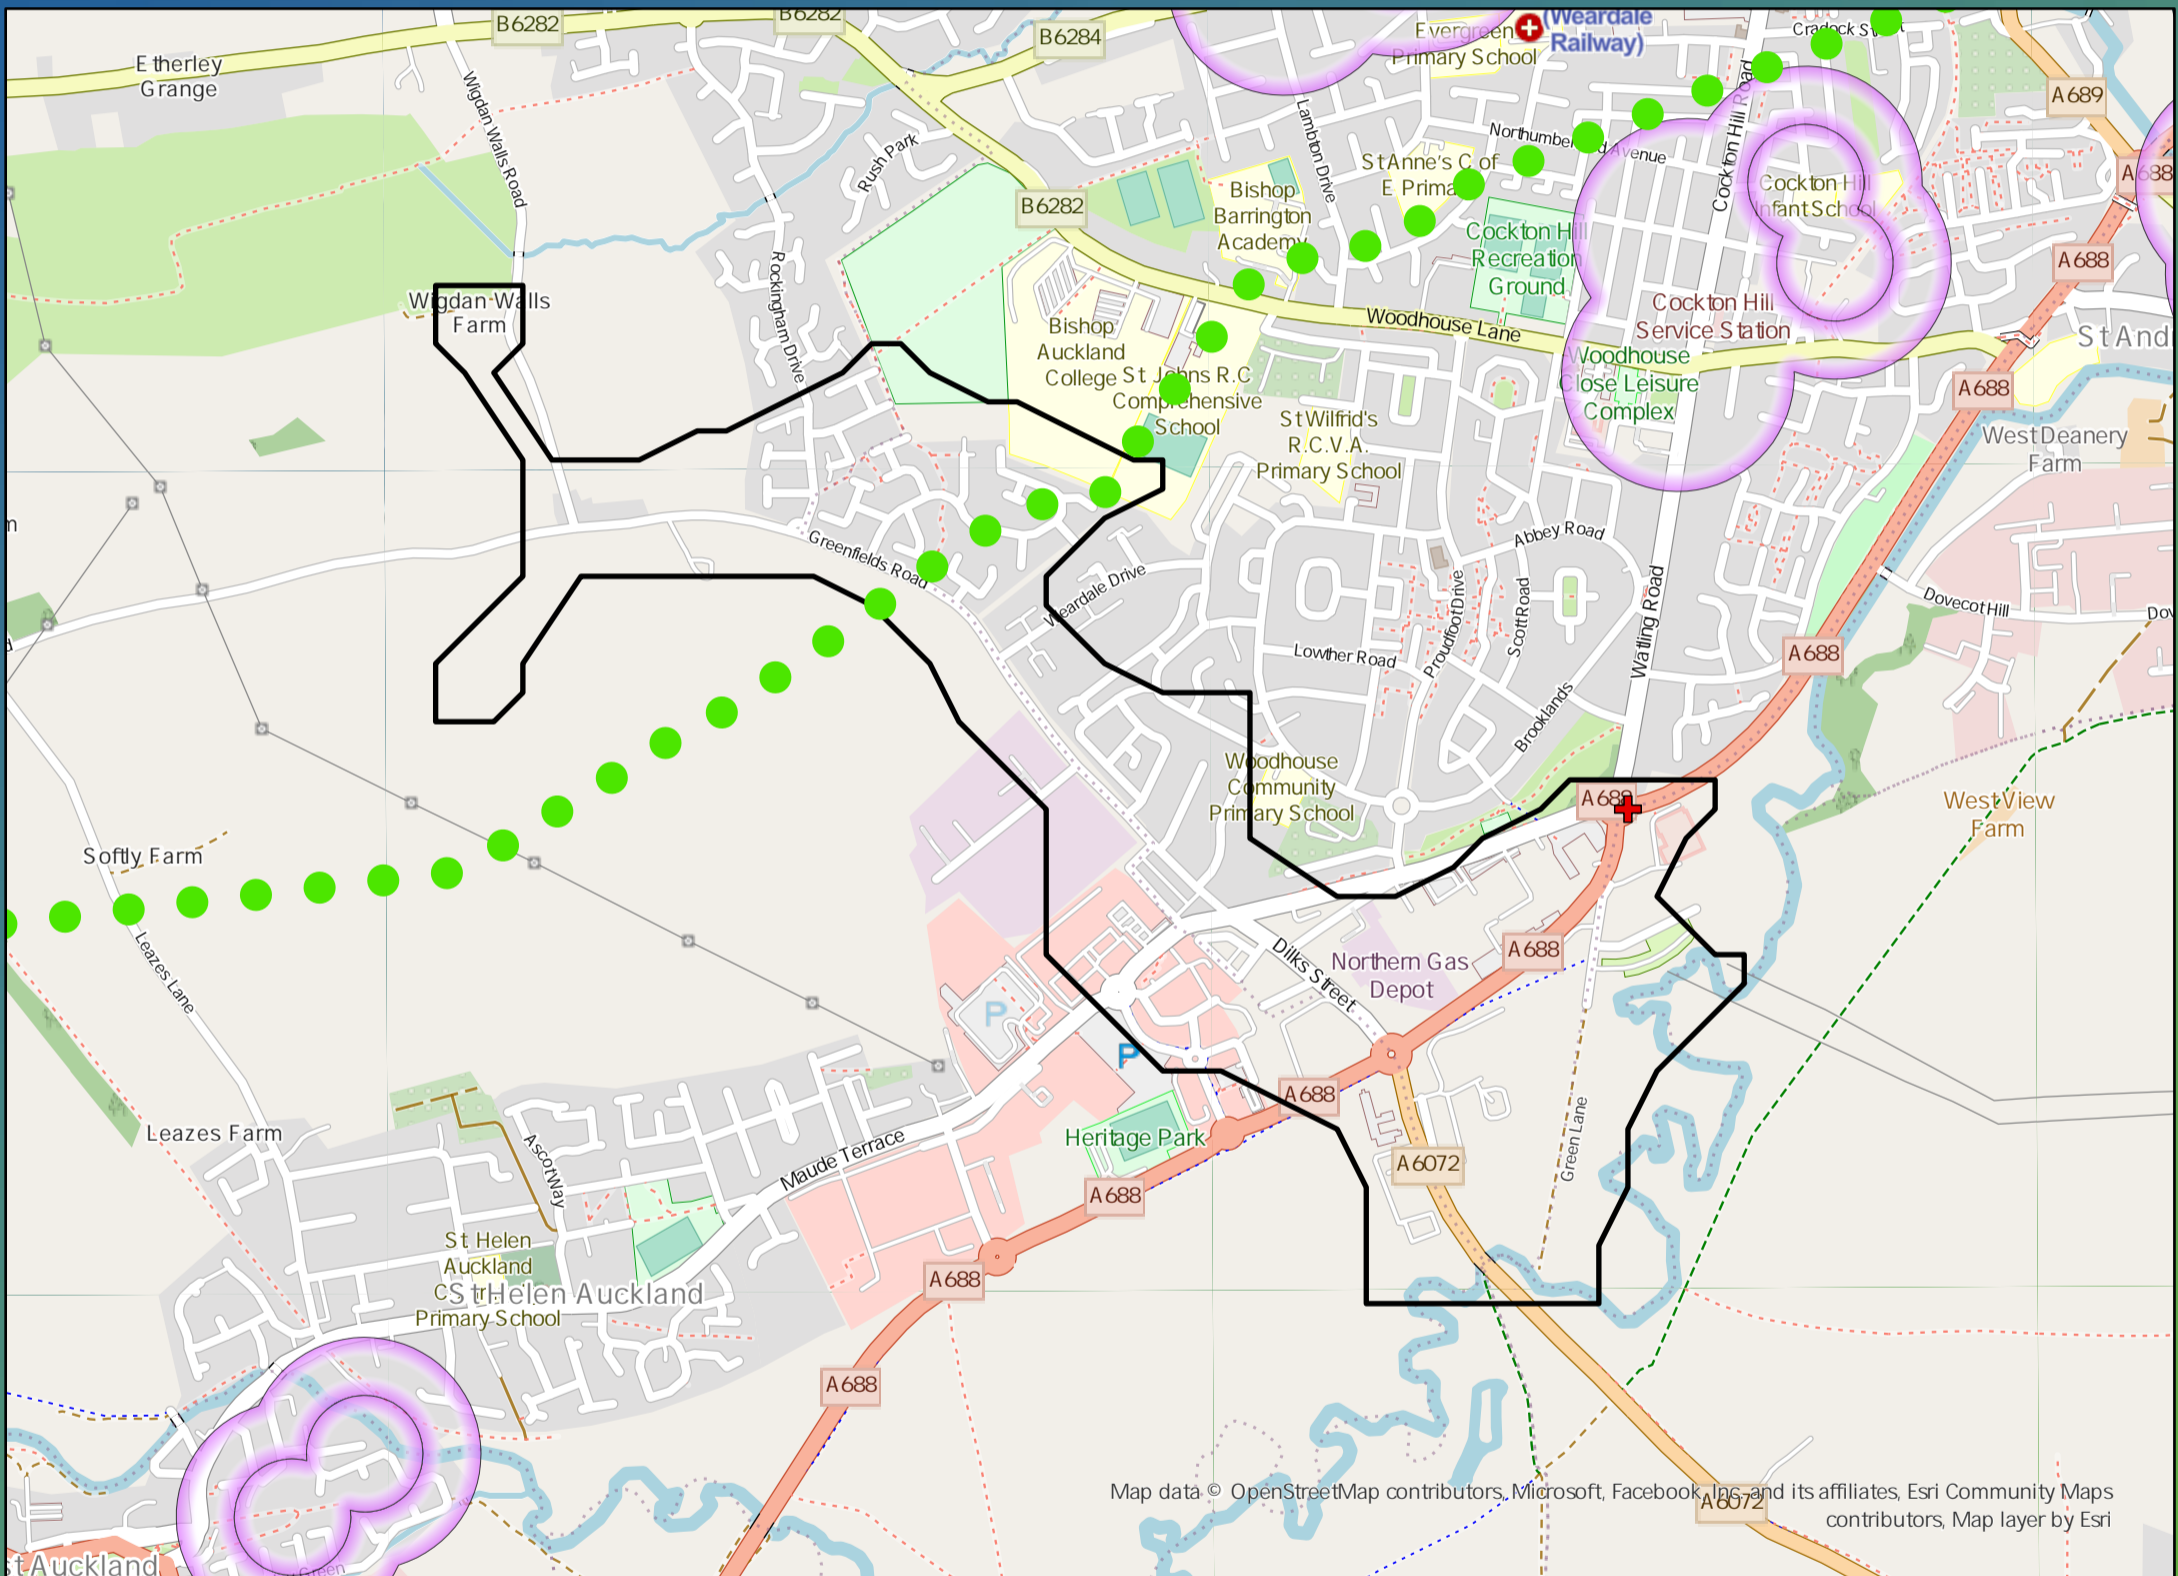 B6282
B6282
B6284
Evergreen
Primary School
(Weardale
Railway)
A689
Etherley
Grange
Wigdan Walls Road
Rush Park
Lambton Drive
Cockton Hill Road
A688
B6282
Bishop
Barrington
Academy
St Anne's C of
Cockton Hill
Infant School
Cockton Hill
Recreation
Ground
A688
Wigdan Walls
Farm
Rockingham Drive
Bishop
Auckland
College
St Johns R.C
Comprehensive
School
Woodhouse Lane
Cockton Hill
Service Station
Woodhouse
Close Leisure
Complex
A688
St Wilfrid's
R.C.V.A.
Primary School
West Deanery
Farm
Greenfields Road
Weardale Drive
Abbey Road
Scott Road
Proudfoot Drive
Lowther Road
Brooklands
Watling Road
Dovecot Hill
A688
Woodhouse
Community
Primary School
A688
West View
Farm
Softly Farm
Leazes Lane
Dilks Street
Northern Gas
Depot
A688
P
P
A688
Leazes Farm
Ascot Way
Maude Terrace
Heritage Park
A688
A6072
Green Lane
St Helen
Auckland
Primary School
St Helen Auckland
A688
A688
Map data © OpenStreetMap contributors, Microsoft, Facebook, Inc. and its affiliates, Esri Community Maps
contributors, Map layer by Esri
A6072
st Auckland